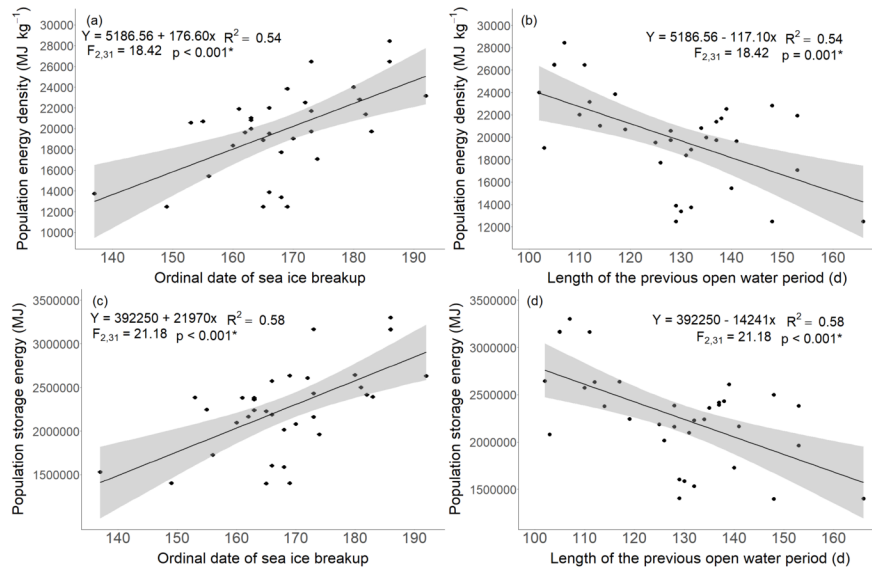 (a)
Y = 5186.56 + 176.60x R² = 0.54
F2,31 = 18.42 p < 0.001*
Population energy density (MJ kg⁻¹)
30000
28000
26000
24000
22000
20000
18000
16000
14000
12000
10000
140 150 160 170 180 190
Ordinal date of sea ice breakup
(b)
Y = 5186.56 - 117.10x R² = 0.54
F2,31 = 18.42 p = 0.001*
Population energy density (MJ kg⁻¹)
30000
28000
26000
24000
22000
20000
18000
16000
14000
12000
100 110 120 130 140 150 160
Length of the previous open water period (d)
(c)
Y = 392250 + 21970x R² = 0.58
F2,31 = 21.18 p < 0.001*
Population storage energy (MJ)
3500000
3000000
2500000
2000000
1500000
140 150 160 170 180 190
Ordinal date of sea ice breakup
(d)
Y = 392250 - 14241x R² = 0.58
F2,31 = 21.18 p < 0.001*
Population storage energy (MJ)
3500000
3000000
2500000
2000000
1500000
100 110 120 130 140 150 160
Length of the previous open water period (d)